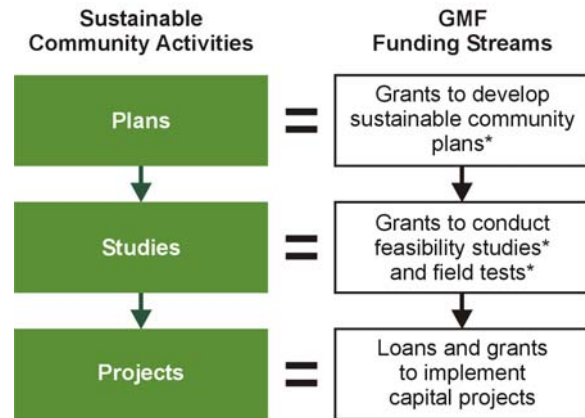 Sustainable
Community Activities
GMF
Funding Streams
Plans
=
Grants to develop
sustainable community
plans*
Studies
=
Grants to conduct
feasibility studies*
and field tests*
Projects
=
Loans and grants
to implement
capital projects